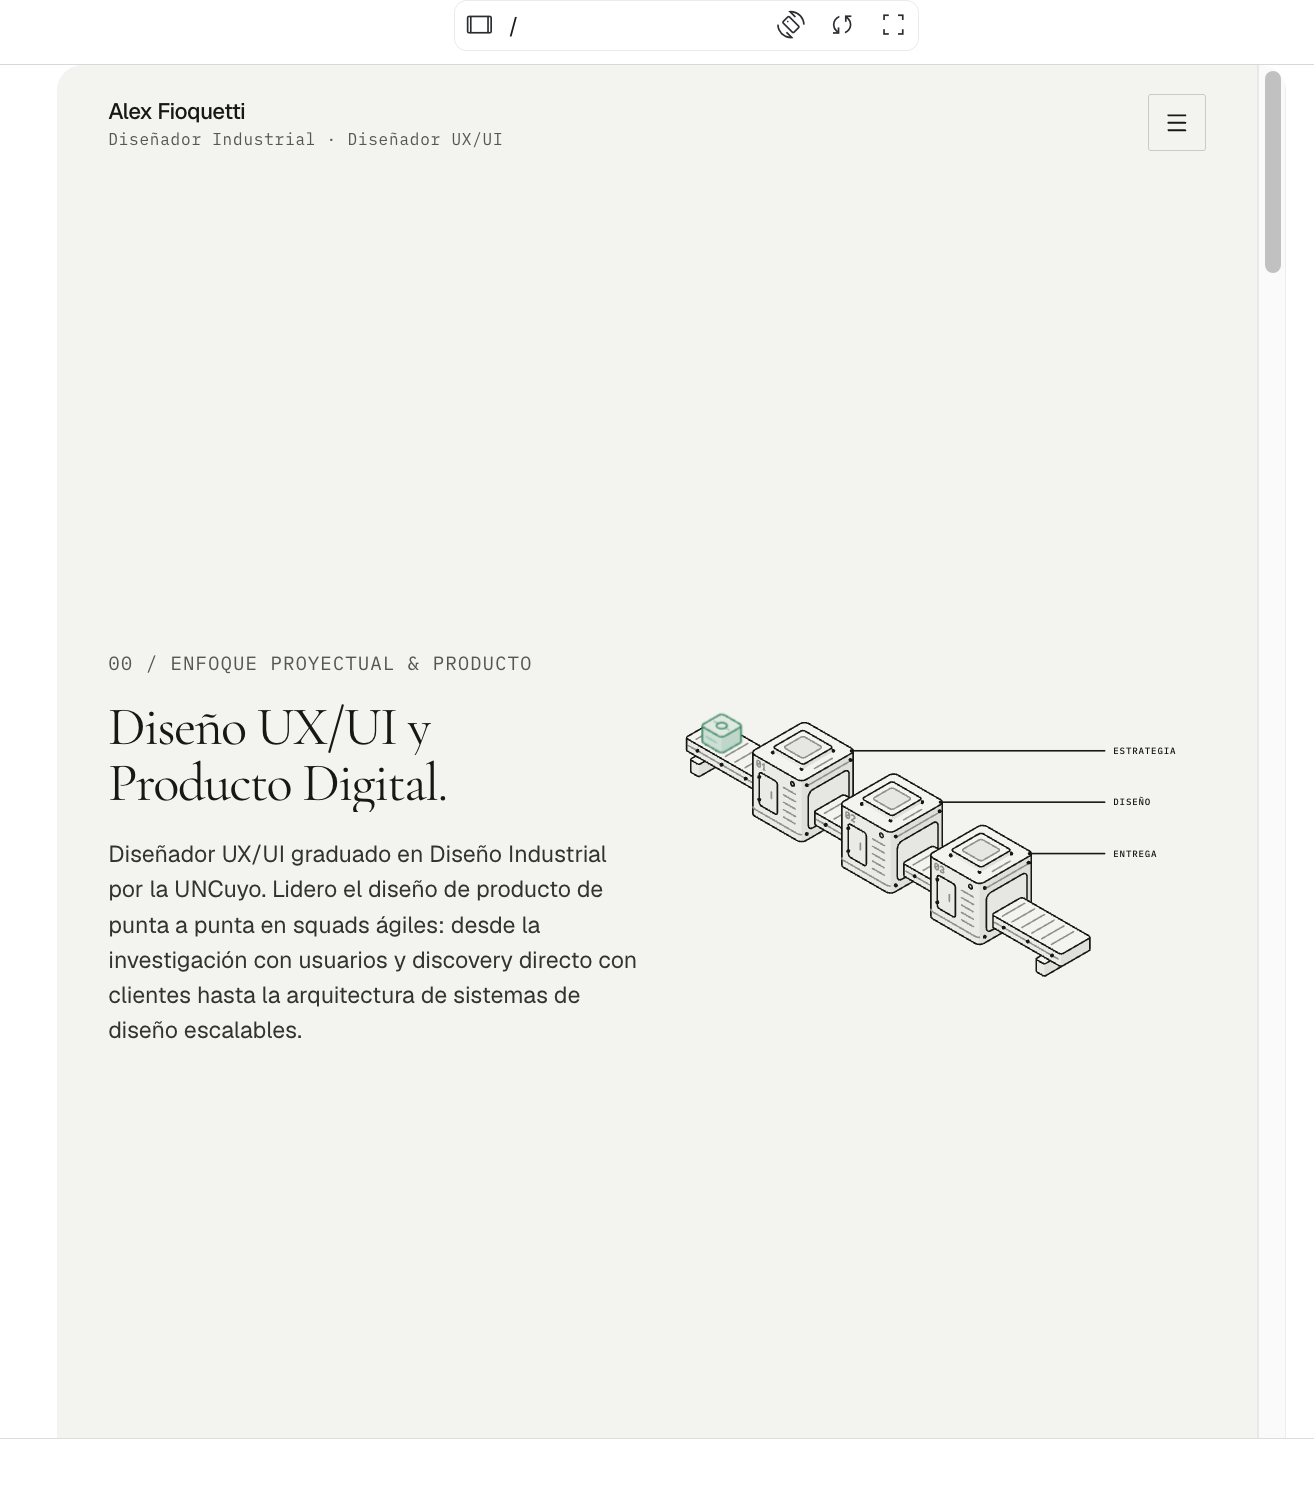 /
Alex Fioquetti
Diseñador Industrial · Diseñador UX/UI
00 / ENFOQUE PROYECTUAL & PRODUCTO
Diseño UX/UI y
Producto Digital.
Diseñador UX/UI graduado en Diseño Industrial
por la UNCuyo. Lidero el diseño de producto de
punta a punta en squads ágiles: desde la
investigación con usuarios y discovery directo con
clientes hasta la arquitectura de sistemas de
diseño escalables.
01
02
03
ESTRATEGIA
DISEÑO
ENTREGA